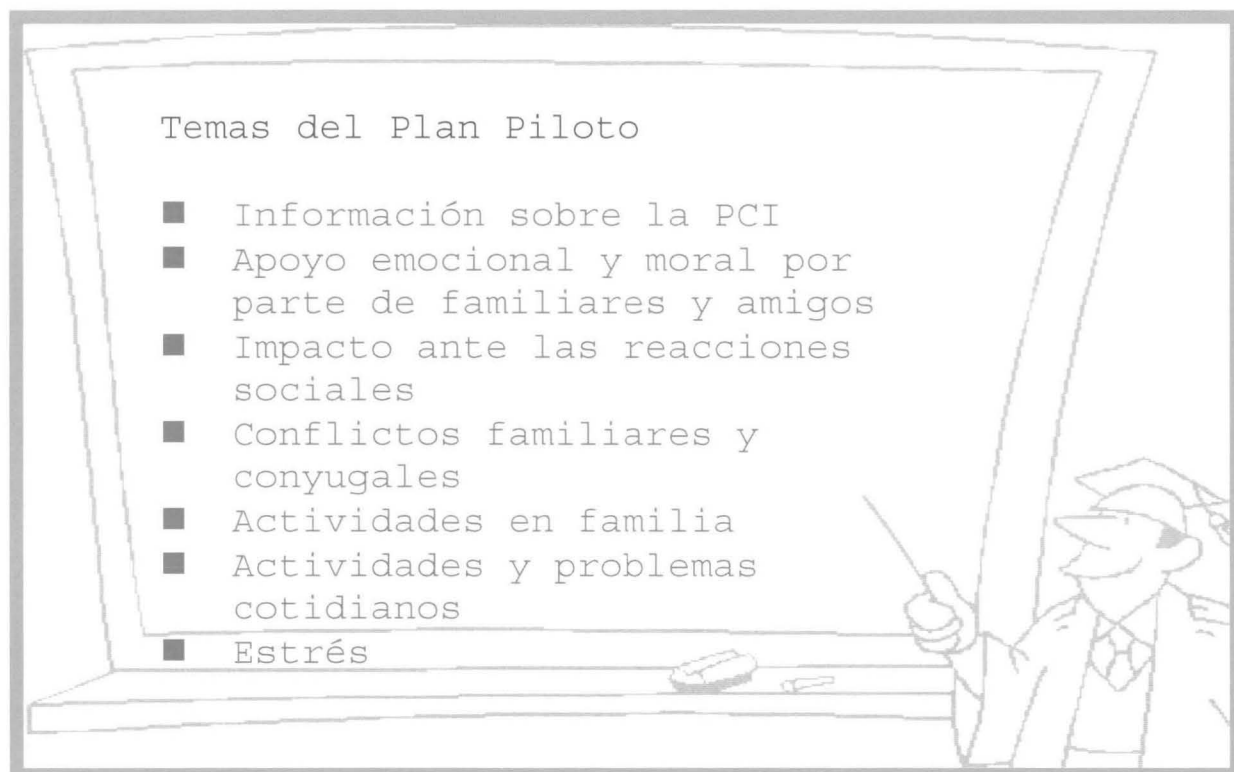 Temas del Plan Piloto
■ Información sobre la PCI
■ Apoyo emocional y moral por
parte de familiares y amigos
■ Impacto ante las reacciones
sociales
■ Conflictos familiares y
conyugales
■ Actividades en familia
■ Actividades y problemas
cotidianos
■ Estrés